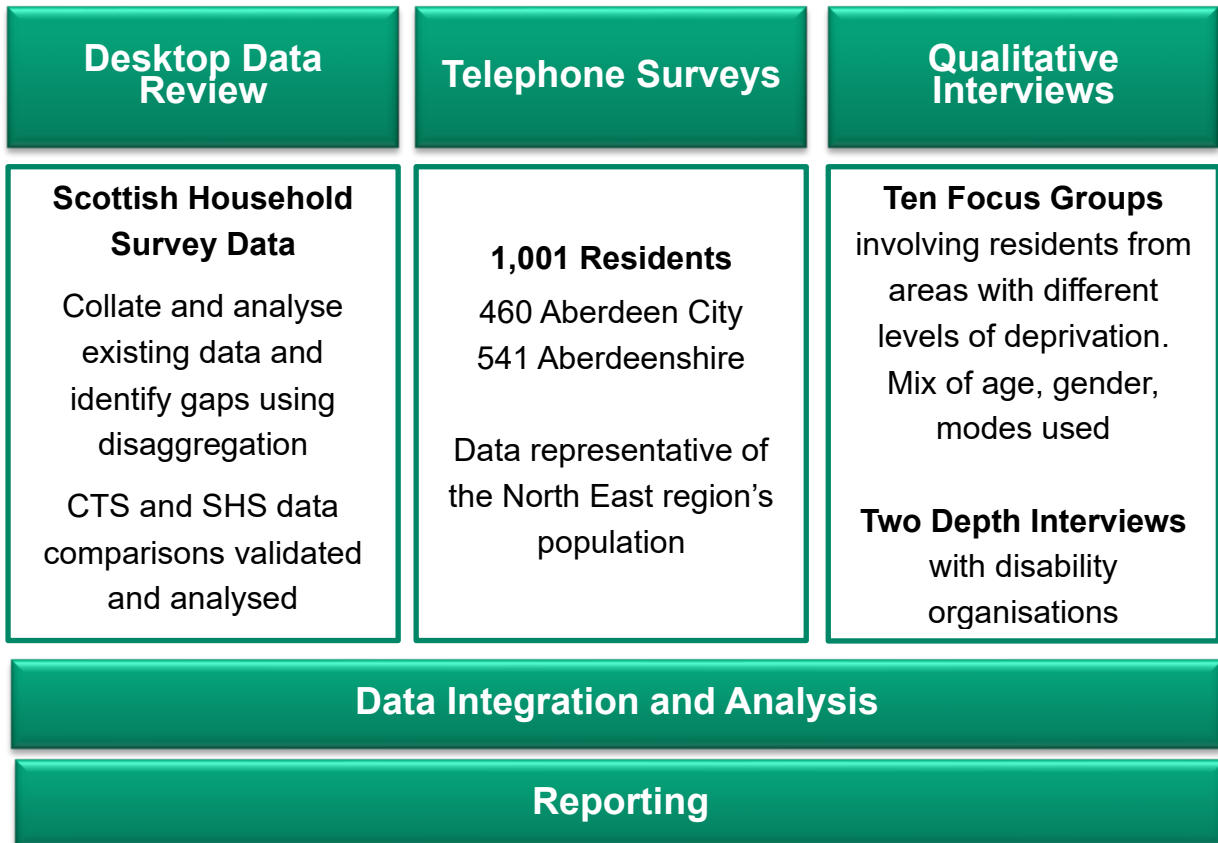 Desktop Data
Review
Telephone Surveys
Qualitative
Interviews
Scottish Household
Survey Data
Collate and analyse
existing data and
identify gaps using
disaggregation
CTS and SHS data
comparisons validated
and analysed
1,001 Residents
460 Aberdeen City
541 Aberdeenshire
Data representative of
the North East region’s
population
Ten Focus Groups
involving residents from
areas with different
levels of deprivation.
Mix of age, gender,
modes used
Two Depth Interviews
with disability
organisations
Data Integration and Analysis
Reporting